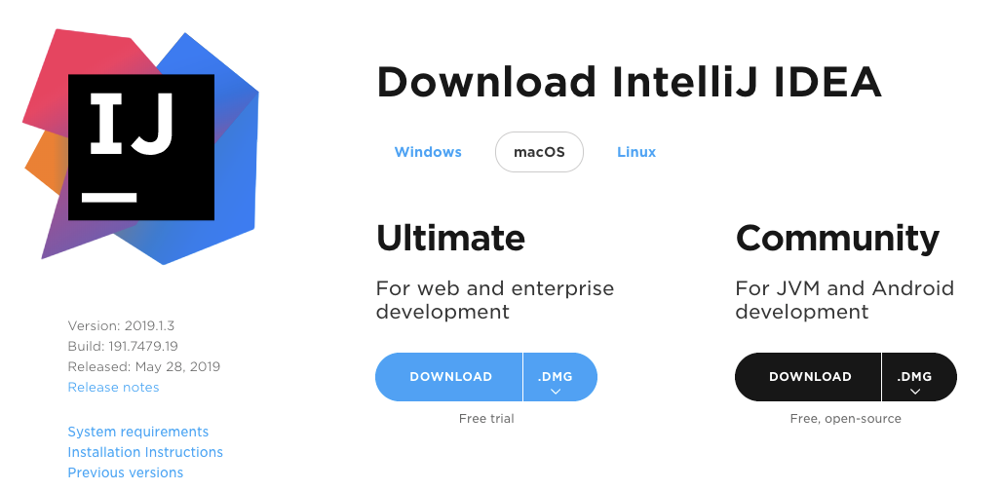 IJ
Download IntelliJ IDEA
Windows macOS Linux
Ultimate
For web and enterprise
development
DOWNLOAD .DMG
Free trial
Community
For JVM and Android
development
DOWNLOAD .DMG
Free, open-source
Version: 2019.1.3
Build: 191.7479.19
Released: May 28, 2019
Release notes
System requirements
Installation Instructions
Previous versions